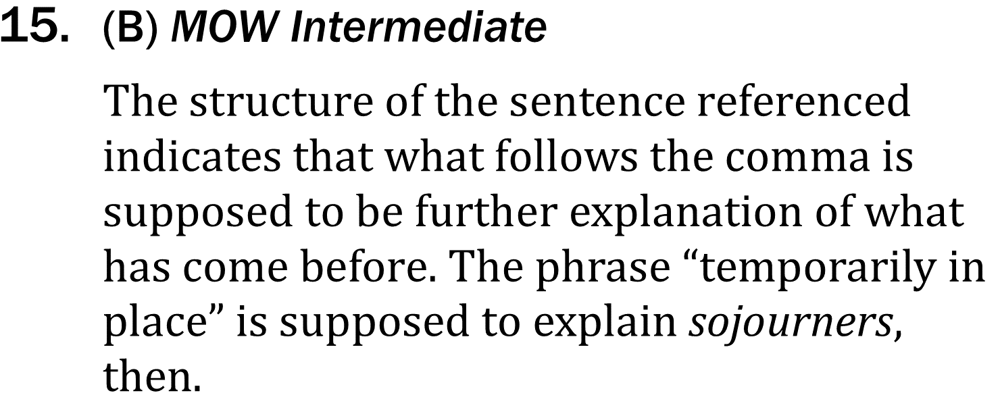 15. (B) MOW Intermediate
The structure of the sentence referenced
indicates that what follows the comma is
supposed to be further explanation of what
has come before. The phrase “temporarily in
place” is supposed to explain sojourners,
then.